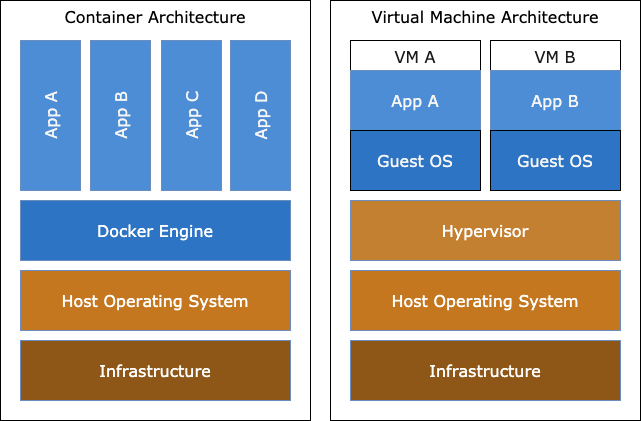 Container Architecture
App A
App B
App C
App D
Docker Engine
Host Operating System
Infrastructure
Virtual Machine Architecture
VM A
App A
Guest OS
VM B
App B
Guest OS
Hypervisor
Host Operating System
Infrastructure